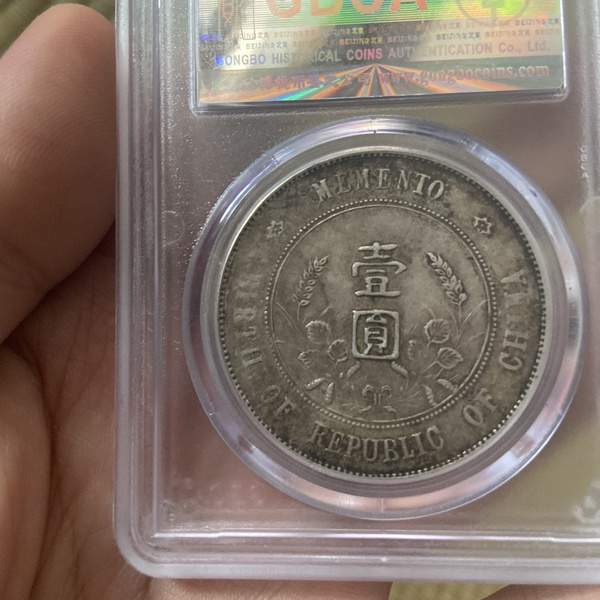 GBCA
GONGBO HISTORICAL COINS AUTHENTICATION Co., Ltd.
www.gongbocoins.com
MEMENTO
壹
圓
BIRTH OF REPUBLIC OF CHINA